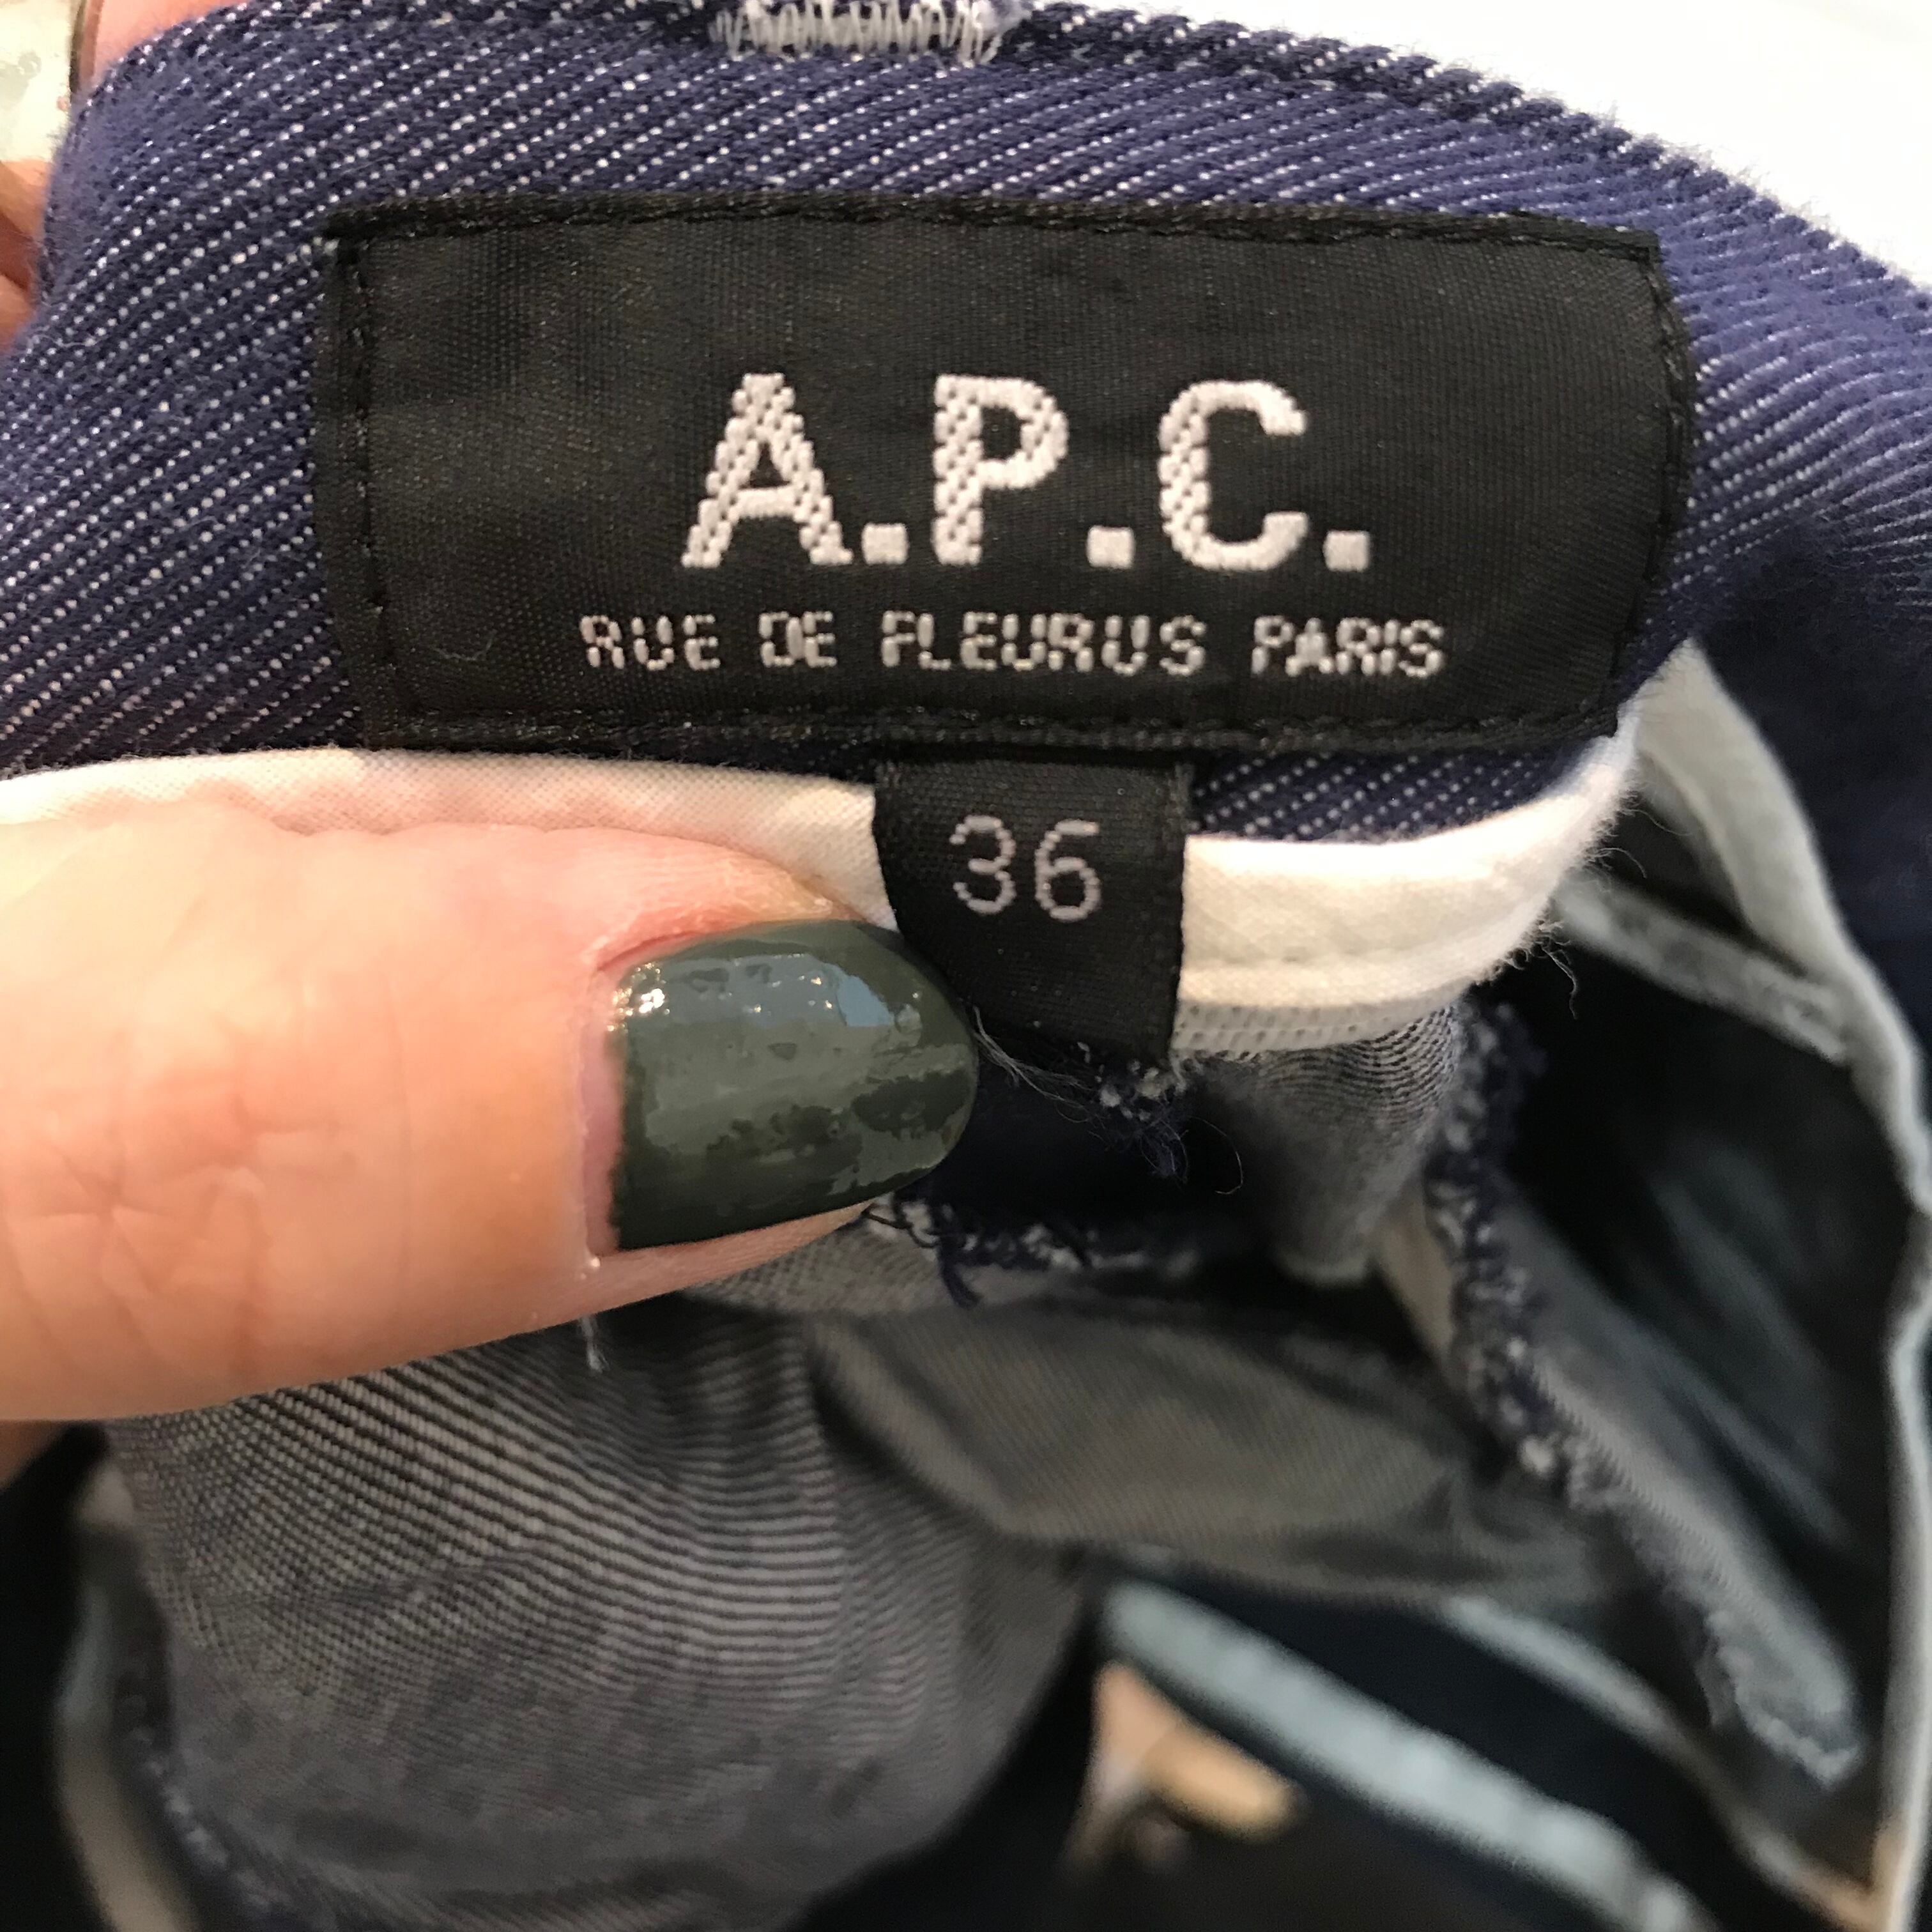 A.P.C.
RUE DE FLEURUS PARIS
36